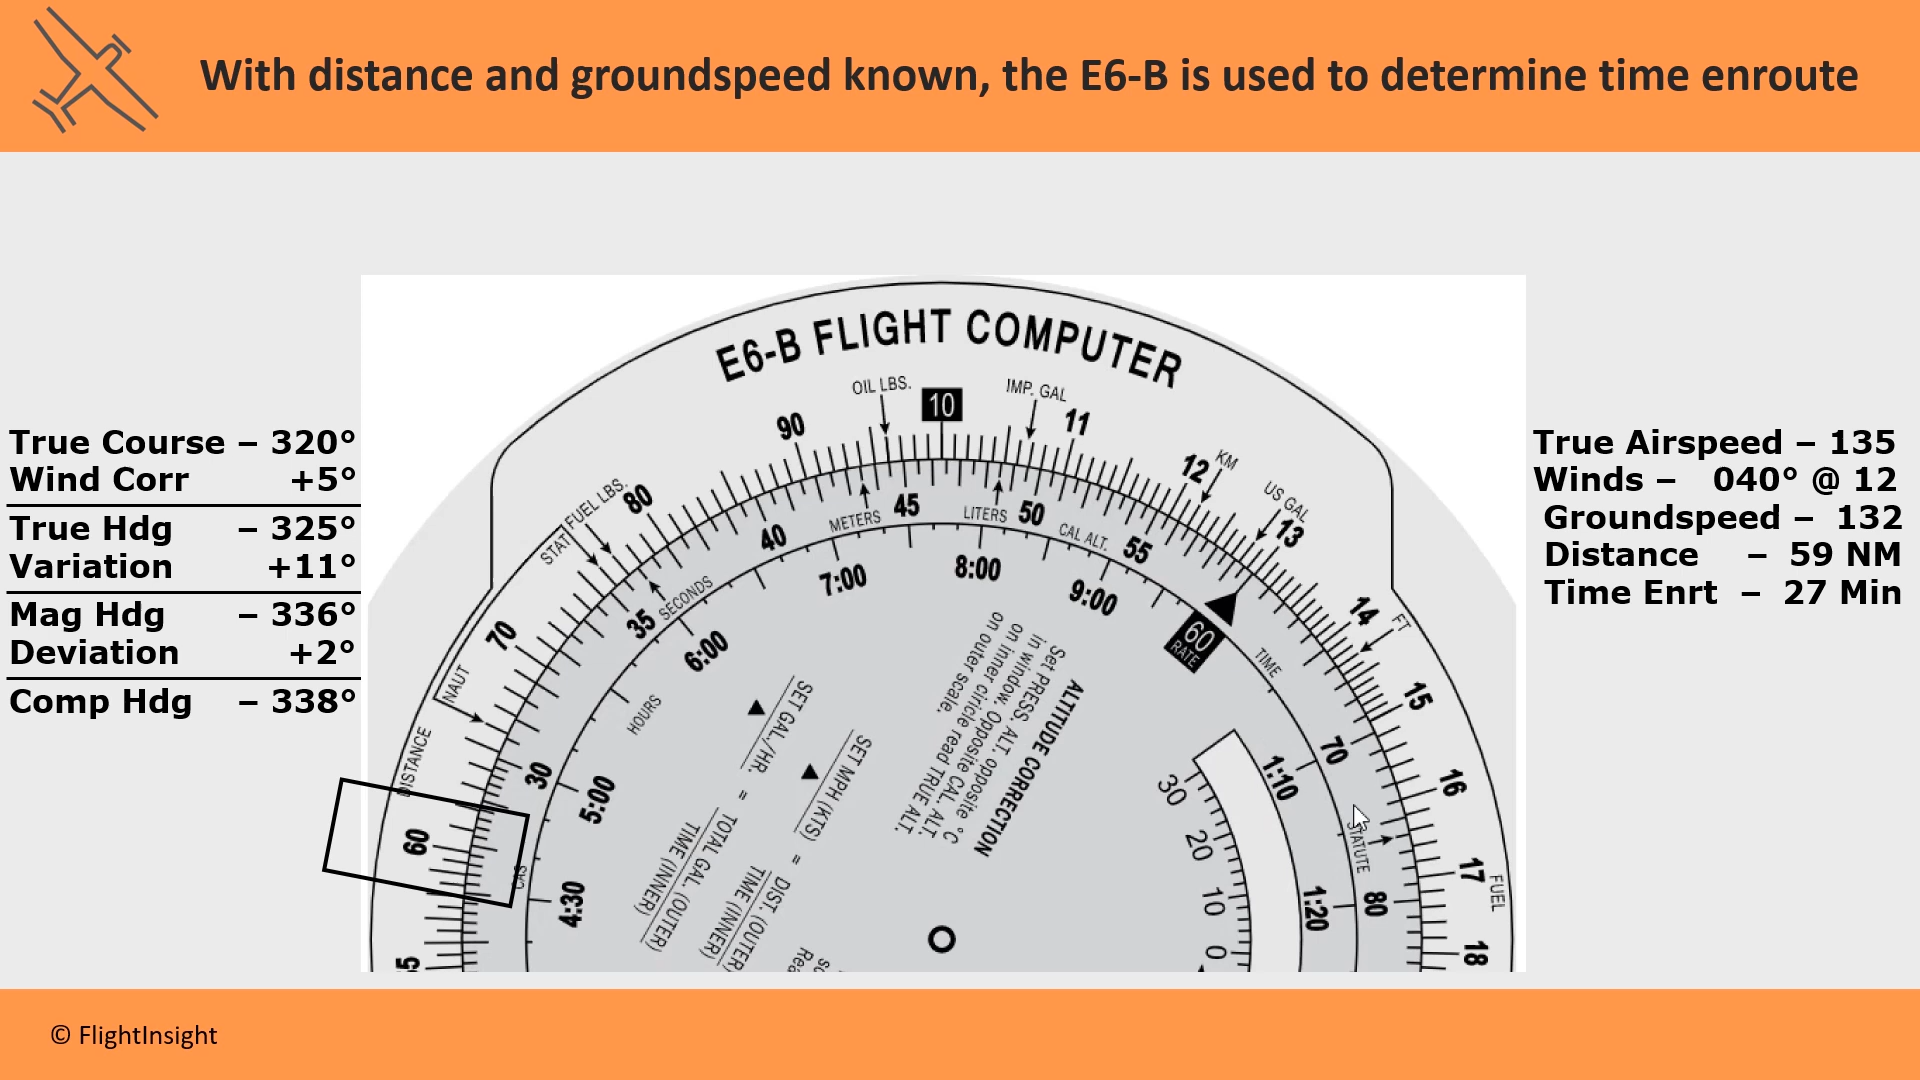 With distance and groundspeed known, the E6-B is used to determine time enroute
True Course – 320°
Wind Corr +5°
True Hdg – 325°
Variation +11°
Mag Hdg – 336°
Deviation +2°
Comp Hdg – 338°
E6-B FLIGHT COMPUTER
OIL LBS.
10
IMP. GAL
11
90
12
KM
US GAL
13
80
FUEL LBS.
STAT
14
FT
70
NAUT
15
DISTANCE
16
60
17
FUEL
18
METERS
45
LITERS
50
CAL ALT.
55
40
SECONDS
35
60
RATE
TIME
30
70
STATUTE
80
CAS
7:00
8:00
9:00
6:00
HOURS
5:00
4:30
1:10
1:20
SET GAL./HR.
=
TOTAL GAL. (OUTER)
TIME (INNER)
SET MPH (KTS)
=
DIST. (OUTER)
TIME (INNER)
ALTITUDE CORRECTION
Set PRESS. ALT. opposite °C
in window. Opposite CAL. ALT.
on inner ciricle read TRUE ALT.
on outer scale.
30
20
10
0
True Airspeed – 135
Winds – 040° @ 12
Groundspeed – 132
Distance – 59 NM
Time Enrt – 27 Min
© FlightInsight